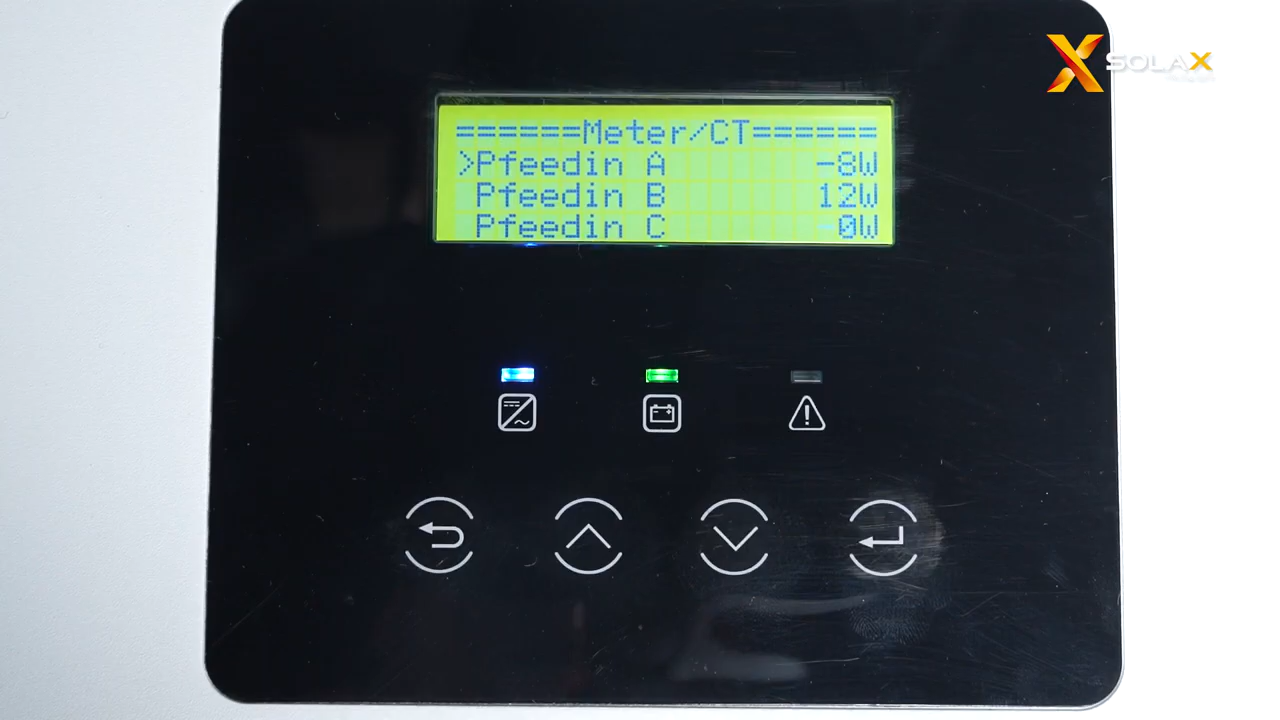 SOLAX
======Meter/CT======
>Pfeedin A -8W
Pfeedin B 12W
Pfeedin C -0W